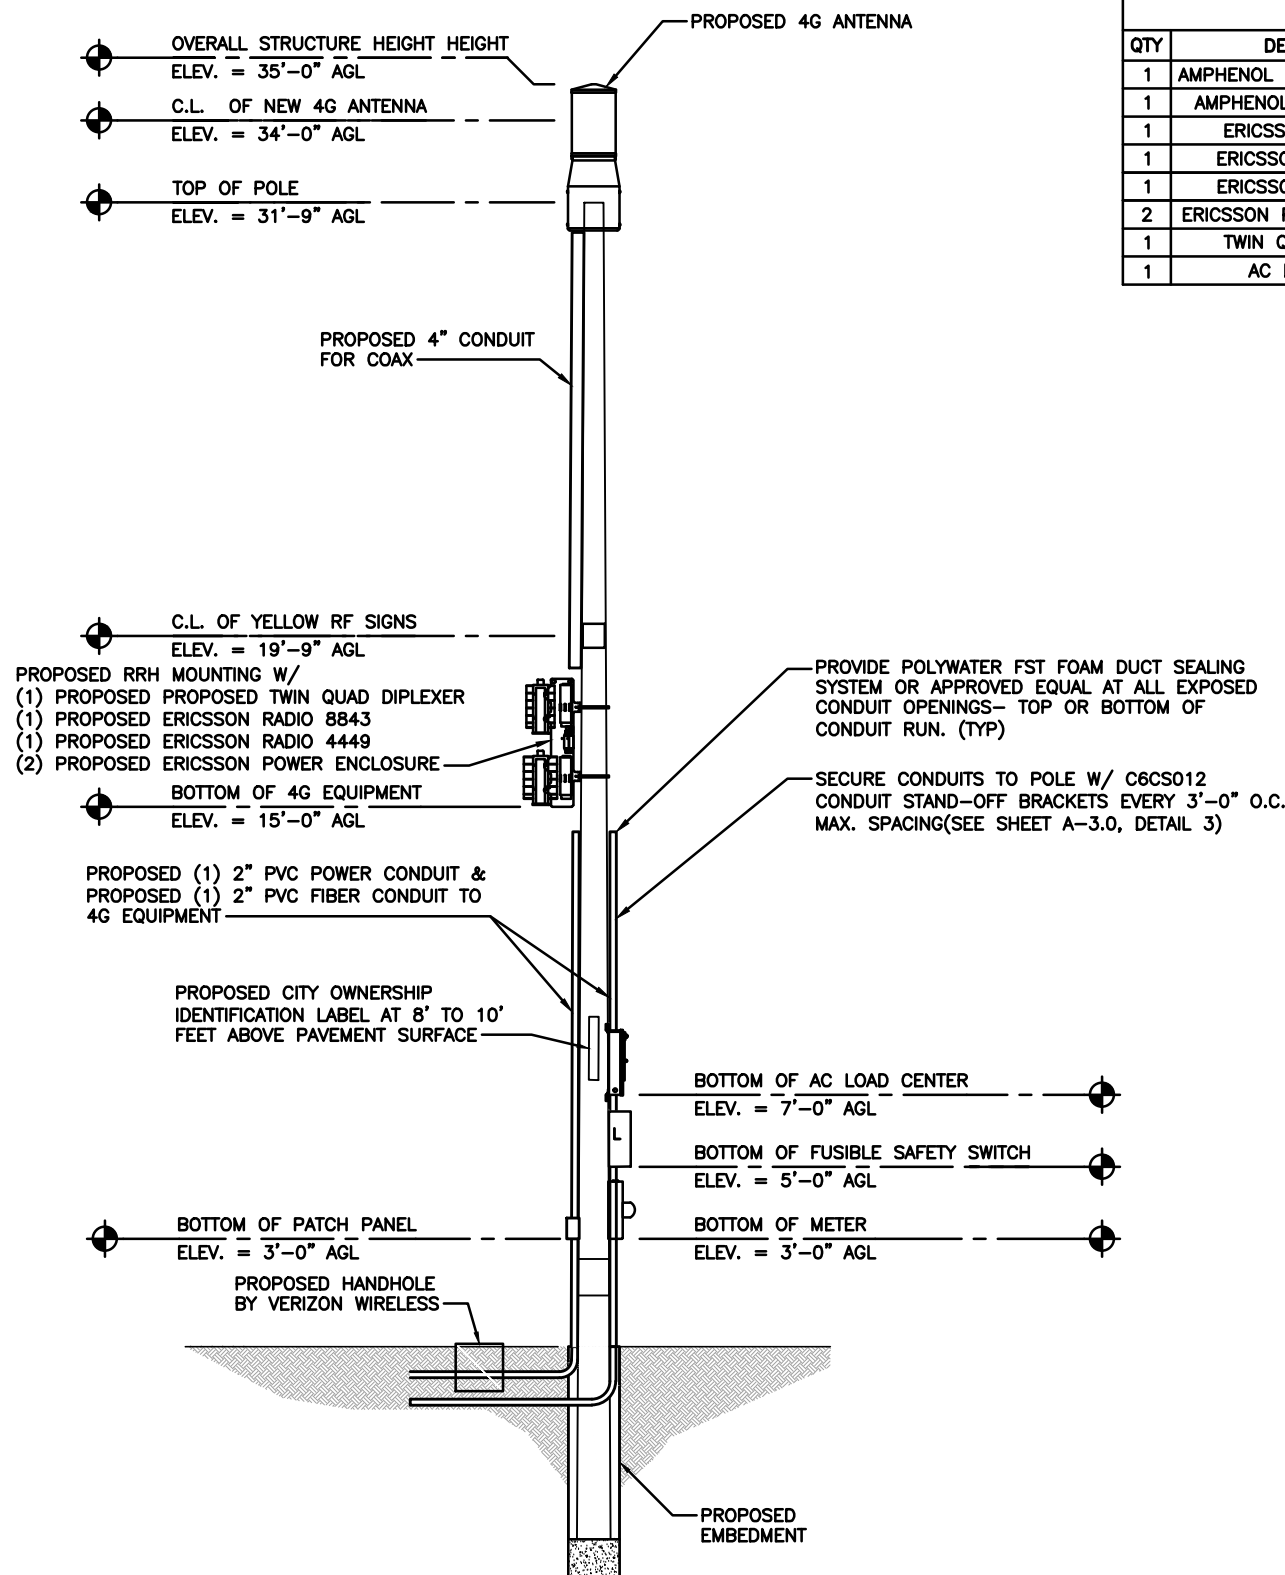 PROPOSED 4G ANTENNA
OVERALL STRUCTURE HEIGHT HEIGHT
ELEV. = 35'-0" AGL
C.L. OF NEW 4G ANTENNA
ELEV. = 34'-0" AGL
TOP OF POLE
ELEV. = 31'-9" AGL
QTY DE
1 AMPHENOL
1 AMPHENOL
1 ERICSS
1 ERICSSO
1 ERICSSO
2 ERICSSON
1 TWIN
1 AC
PROPOSED 4" CONDUIT
FOR COAX
C.L. OF YELLOW RF SIGNS
ELEV. = 19'-9" AGL
PROPOSED RRH MOUNTING W/
(1) PROPOSED PROPOSED TWIN QUAD DIPLEXER
(1) PROPOSED ERICSSON RADIO 8843
(1) PROPOSED ERICSSON RADIO 4449
(2) PROPOSED ERICSSON POWER ENCLOSURE
BOTTOM OF 4G EQUIPMENT
ELEV. = 15'-0" AGL
PROVIDE POLYWATER FST FOAM DUCT SEALING
SYSTEM OR APPROVED EQUAL AT ALL EXPOSED
CONDUIT OPENINGS- TOP OR BOTTOM OF
CONDUIT RUN. (TYP)
SECURE CONDUITS TO POLE W/ C6CSO12
CONDUIT STAND-OFF BRACKETS EVERY 3'-0" O.C.
MAX. SPACING(SEE SHEET A-3.0, DETAIL 3)
PROPOSED (1) 2" PVC POWER CONDUIT &
PROPOSED (1) 2" PVC FIBER CONDUIT TO
4G EQUIPMENT
PROPOSED CITY OWNERSHIP
IDENTIFICATION LABEL AT 8' TO 10'
FEET ABOVE PAVEMENT SURFACE
BOTTOM OF AC LOAD CENTER
ELEV. = 7'-0" AGL
L
BOTTOM OF FUSIBLE SAFETY SWITCH
ELEV. = 5'-0" AGL
BOTTOM OF PATCH PANEL
ELEV. = 3'-0" AGL
BOTTOM OF METER
ELEV. = 3'-0" AGL
PROPOSED HANDHOLE
BY VERIZON WIRELESS
PROPOSED
EMBEDMENT